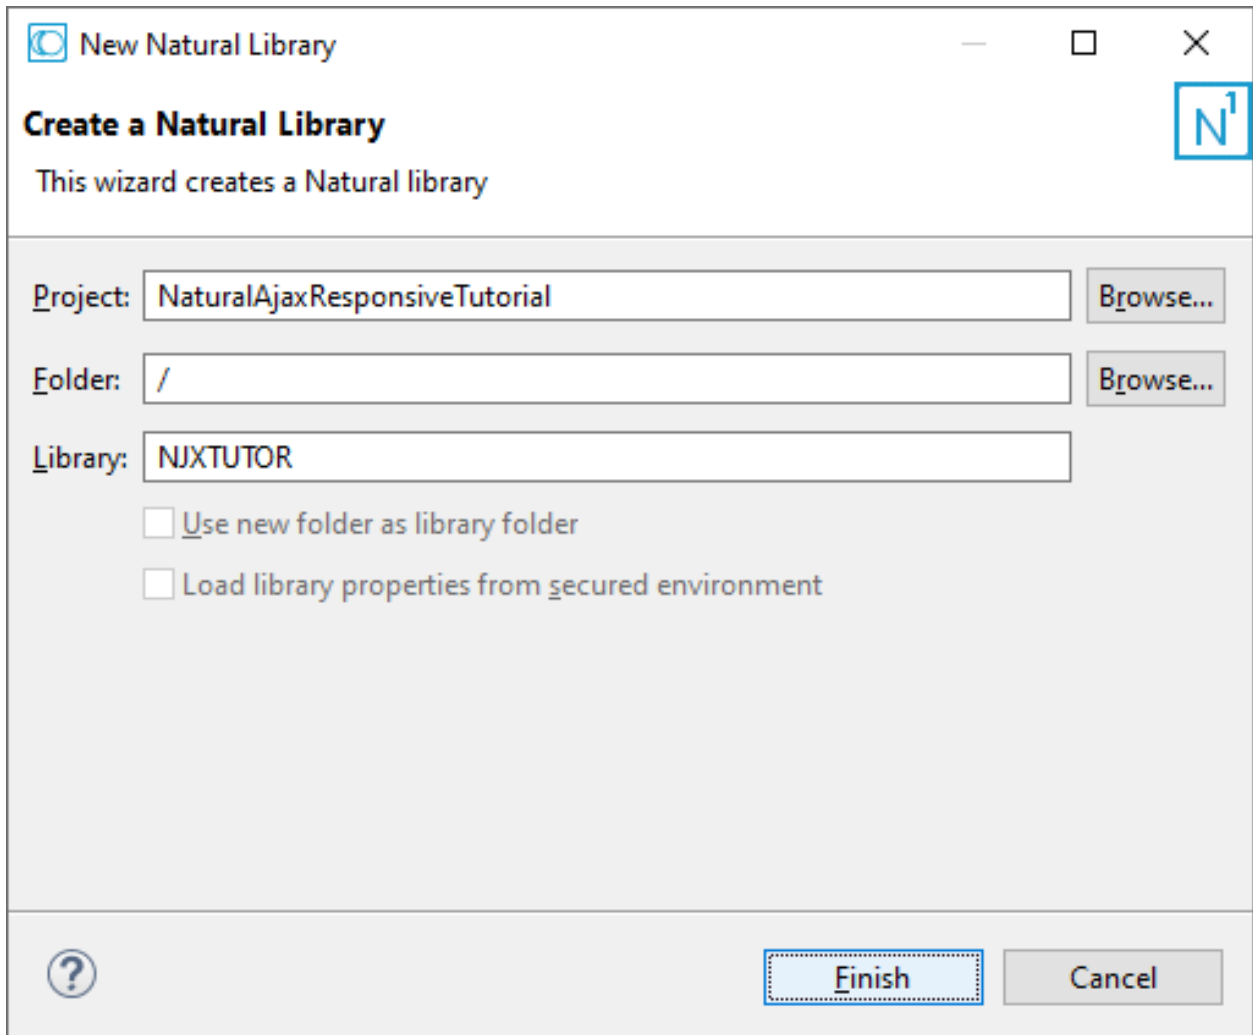 New Natural Library
Create a Natural Library
N1
This wizard creates a Natural library
Project: NaturalAjaxResponsiveTutorial Browse...
Folder: / Browse...
Library: NJXTUTOR
Use new folder as library folder
Load library properties from secured environment
? Finish Cancel